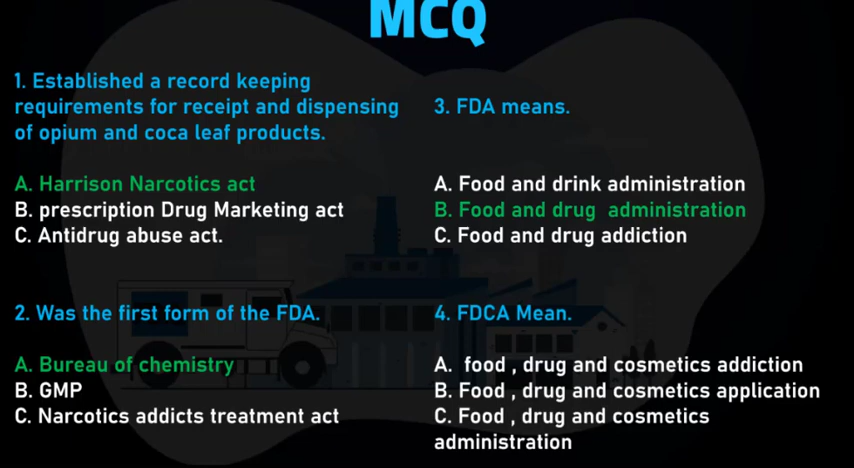 MCQ
1. Established a record keeping
requirements for receipt and dispensing
of opium and coca leaf products.
A. Harrison Narcotics act
B. prescription Drug Marketing act
C. Antidrug abuse act.
2. Was the first form of the FDA.
A. Bureau of chemistry
B. GMP
C. Narcotics addicts treatment act
3. FDA means.
A. Food and drink administration
B. Food and drug administration
C. Food and drug addiction
4. FDCA Mean.
A. food , drug and cosmetics addiction
B. Food , drug and cosmetics application
C. Food , drug and cosmetics
administration